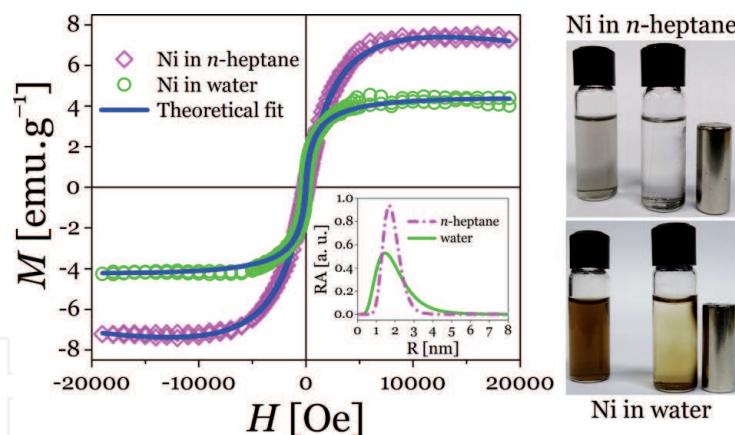 8
6
4
2
0
-2
-4
-6
-8
M [emu.g⁻¹]
Ni in n-heptane
Ni in water
Theoretical fit
-20000 -10000 0 10000 20000
H [Oe]
1.0
0.8
0.6
0.4
0.2
0.0
RA [a. u.]
n-heptane
water
0 1 2 3 4 5 6 7 8
R [nm]
Ni in n-heptane
Ni in water